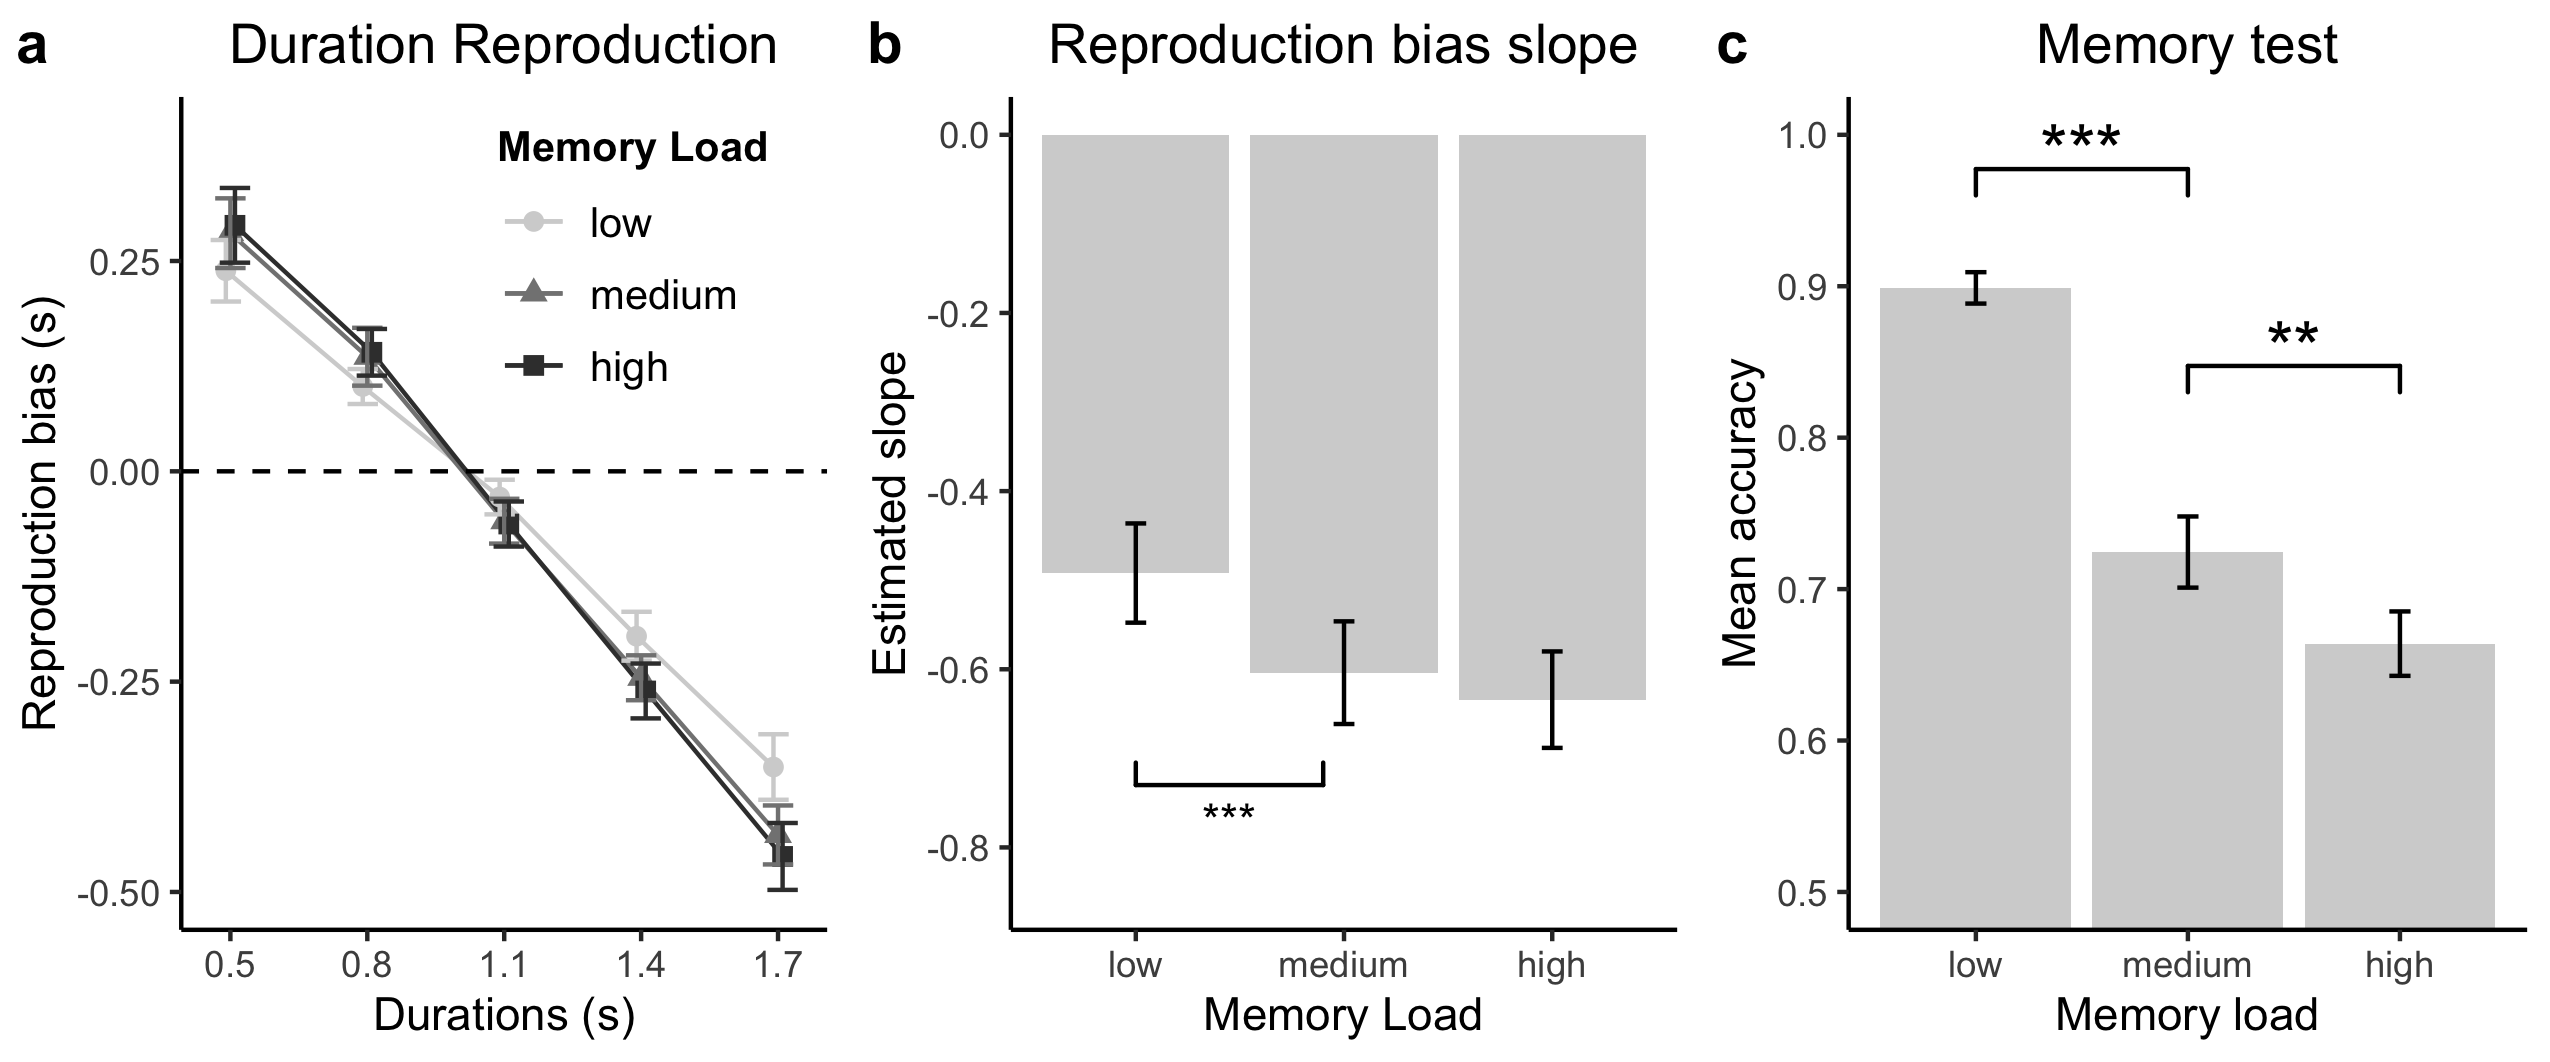 a
Duration Reproduction
Reproduction bias (s)
0.25
0.00
-0.25
-0.50
Memory Load
low
medium
high
0.5 0.8 1.1 1.4 1.7
Durations (s)
b
Reproduction bias slope
Estimated slope
0.0
-0.2
-0.4
-0.6
-0.8
***
low medium high
Memory Load
c
Memory test
Mean accuracy
1.0
0.9
0.8
0.7
0.6
0.5
***
**
low medium high
Memory load